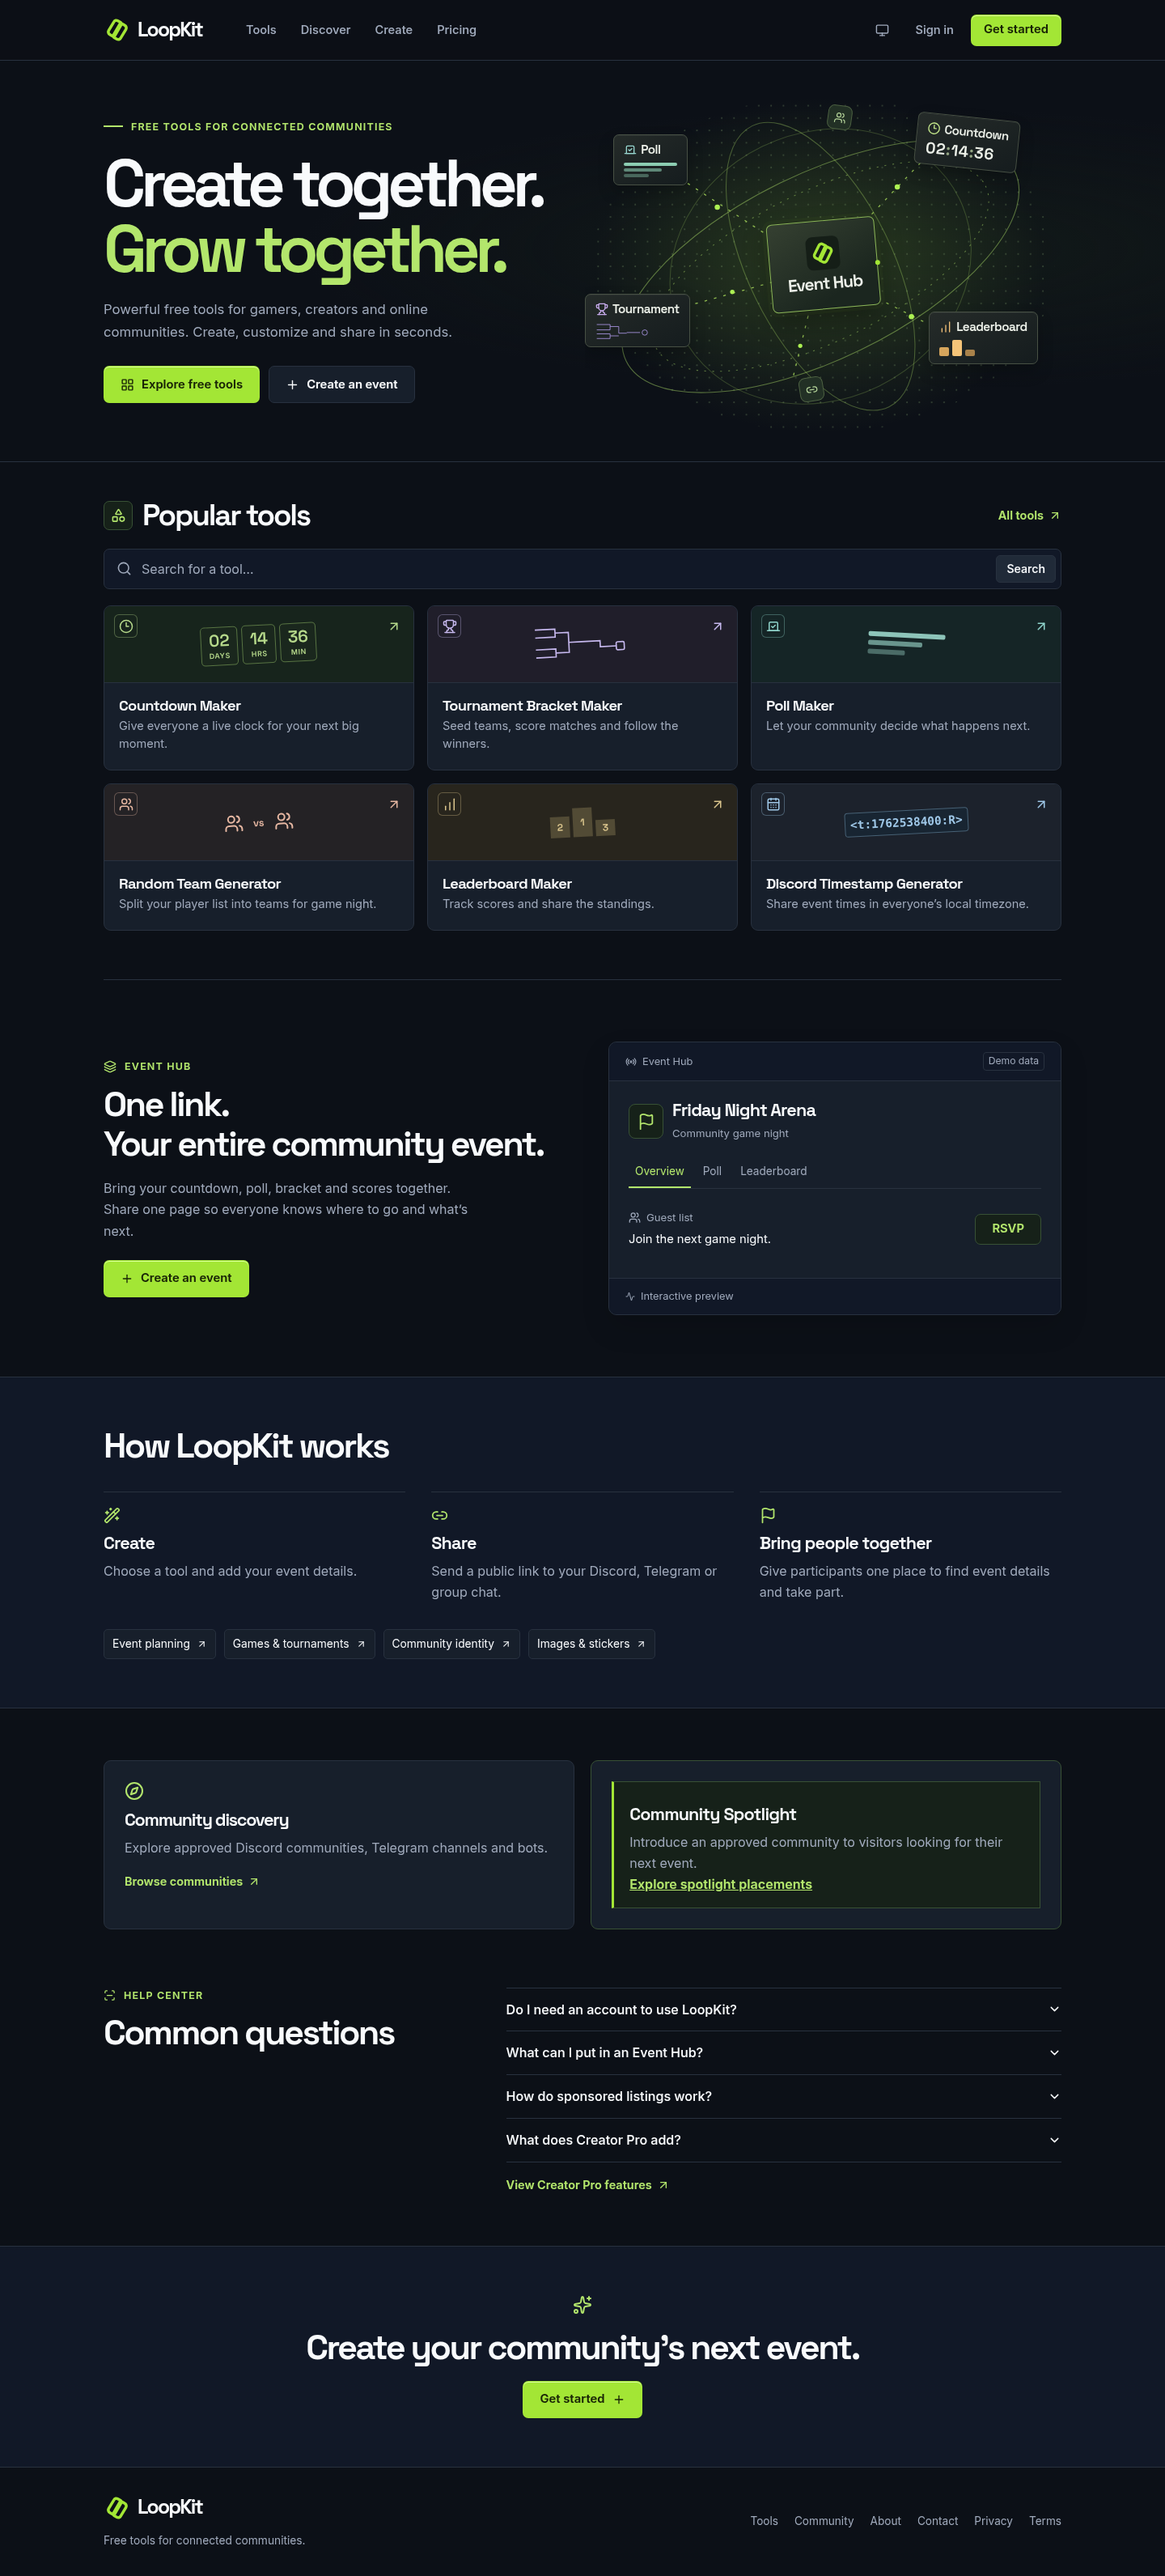 LoopKit
Tools
Discover
Create
Pricing
Sign in
Get started
FREE TOOLS FOR CONNECTED COMMUNITIES
Create together.
Grow together.
Powerful free tools for gamers, creators and online
communities. Create, customize and share in seconds.
Explore free tools
Create an event
Poll
Countdown
02:14:36
Event Hub
Tournament
Leaderboard
Popular tools
All tools
Search for a tool...
Search
02 14 36
DAYS HRS MIN
Countdown Maker
Give everyone a live clock for your next big
moment.
Tournament Bracket Maker
Seed teams, score matches and follow the
winners.
Poll Maker
Let your community decide what happens next.
vs
Random Team Generator
Split your player list into teams for game night.
2 1 3
Leaderboard Maker
Track scores and share the standings.
<t:1762538400:R>
Discord Timestamp Generator
Share event times in everyone's local timezone.
EVENT HUB
One link.
Your entire community event.
Bring your countdown, poll, bracket and scores together.
Share one page so everyone knows where to go and what's
next.
Create an event
Event Hub
Demo data
Friday Night Arena
Community game night
Overview
Poll
Leaderboard
Guest list
Join the next game night.
RSVP
Interactive preview
How LoopKit works
Create
Choose a tool and add your event details.
Share
Send a public link to your Discord, Telegram or
group chat.
Bring people together
Give participants one place to find event details
and take part.
Event planning
Games & tournaments
Community identity
Images & stickers
Community discovery
Explore approved Discord communities, Telegram channels and bots.
Browse communities
Community Spotlight
Introduce an approved community to visitors looking for their
next event.
Explore spotlight placements
HELP CENTER
Common questions
Do I need an account to use LoopKit?
What can I put in an Event Hub?
How do sponsored listings work?
What does Creator Pro add?
View Creator Pro features
Create your community's next event.
Get started
LoopKit
Free tools for connected communities.
Tools
Community
About
Contact
Privacy
Terms